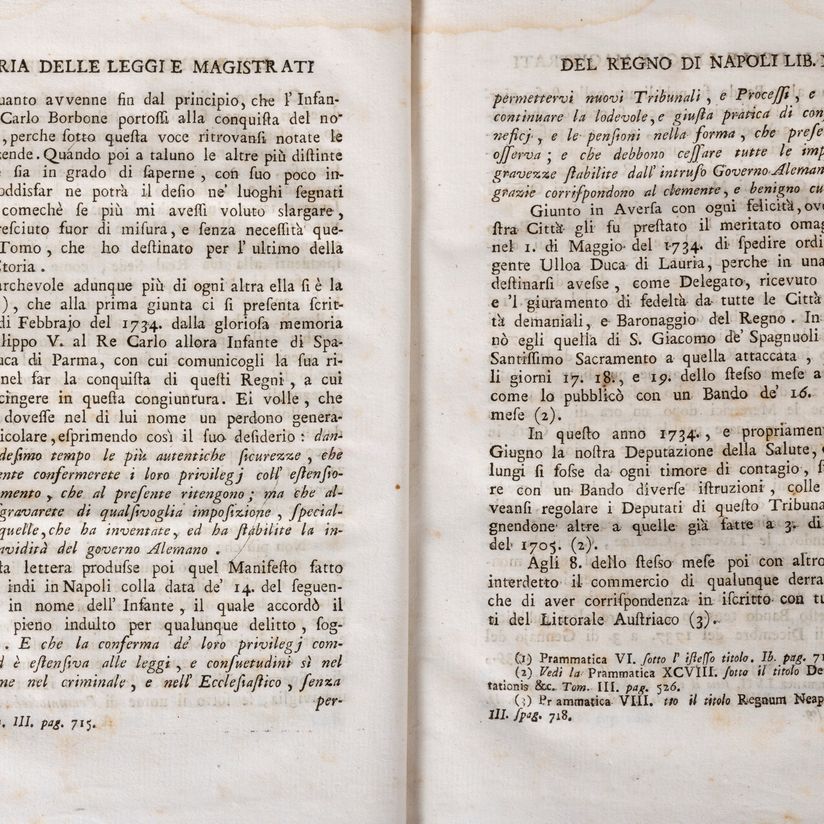 RIA DELLE LEGGI E MAGISTRATI
uanto avvenne fin dal principio, che l'Infan-
Carlo Borbone portoſſi alla conquiſta del no-
, perche ſotto queſta voce ritrovanſi notate le
ende. Quando poi a taluno le altre più diſtinte
ſia in grado di ſaperne, con ſuo poco in-
oddisfar ne potrà il deſio ne' luoghi ſegnati
comechè ſe più mi aveſſi voluto slargare,
reſciuto fuor di miſura, e ſenza neceſſità que-
Tomo, che ho deſtinato per l'ultimo della
toria.
archevole adunque più di ogni altra ella ſi è la
), che alla prima giunta ci ſi preſenta ſcrit-
di Febbrajo del 1734. dalla glorioſa memoria
lippo V. al Re Carlo allora Infante di Spa-
uca di Parma, con cui comunicogli la ſua ri-
nel far la conquiſta di queſti Regni, a cui
cingere in queſta congiuntura. Ei volle, che
doveſſe nel di lui nome un perdono genera-
icolare, eſprimendo così il ſuo deſiderio: dan-
deſimo tempo le più autentiche ſicurezze, che
ente confermerete i loro privilegj coll' eſtenſio-
amento, che al preſente ritengono; ma che al-
ſgravarete di qualſivoglia impoſizione, ſpecial-
quelle, che ha inventate, ed ha ſtabilite la in-
avidità del governo Alemano.
ta lettera produſſe poi quel Manifeſto fatto
indi in Napoli colla data de' 14. del ſeguen-
in nome dell'Infante, il quale accordò il
pieno indulto per qualunque delitto, ſog-
. E che la conferma de' loro privilegj com-
d è eſtenſiva alle leggi, e conſuetudini sì nel
me nel criminale, e nell' Eccleſiaſtico, ſenza
per-
. III. pag. 715.
DEL REGNO DI NAPOLI LIB.
permettervi nuovi Tribunali, e Proceſſi, e
continuare la lodevole, e giuſta pratica di con
neficj, e le penſioni nella forma, che preſe
oſſerva; e che debbono ceſſare tutte le imp
gravezze ſtabilite dall'intruſo Governo Aleman
grazie corriſpondono al clemente, e benigno cu
Giunto in Averſa con ogni felicità, ove
ſtra Città gli fu preſtato il meritato omag
nel 1. di Maggio del 1734. di ſpedire ordi
gente Ulloa Duca di Lauria, perche in una
deſtinarſi aveſſe, come Delegato, ricevuto
e 'l giuramento di fedeltà da tutte le Città
tà demaniali, e Baronaggio del Regno. In
nò egli quella di S. Giacomo de' Spagnuoli
Santiſſimo Sacramento a quella attaccata,
li giorni 17. 18., e 19. dello ſteſſo meſe a
come lo pubblicò con un Bando de' 16.
meſe (2).
In queſto anno 1734., e propriament
Giugno la noſtra Deputazione della Salute,
lungi ſi foſſe da ogni timore di contagio, f
re con un Bando diverſe iſtruzioni, colle
veanſi regolare i Deputati di queſto Tribuna
gnendone altre a quelle già fatte a 3. di
del 1705. (2).
Agli 8. dello ſteſſo meſe poi con altro
interdetto il commercio di qualunque derra
che di aver corriſpondenza in iſcritto con tu
ti del Littorale Auſtriaco (3).
(1) Prammatica VI. ſotto l' iſteſſo titolo. Ib. pag. 71
(2) Vedi la Prammatica XCVIII. ſotto il titolo De
tationis &c. Tom. III. pag. 526.
(3) Prammatica VIII. tto il titolo Regnum Neap
III. ſpag. 718.